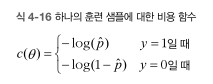 식 4-16 하나의 훈련 샘플에 대한 비용 함수
c(θ) = { -log(p̂) y = 1일 때
-log(1 - p̂) y = 0일 때